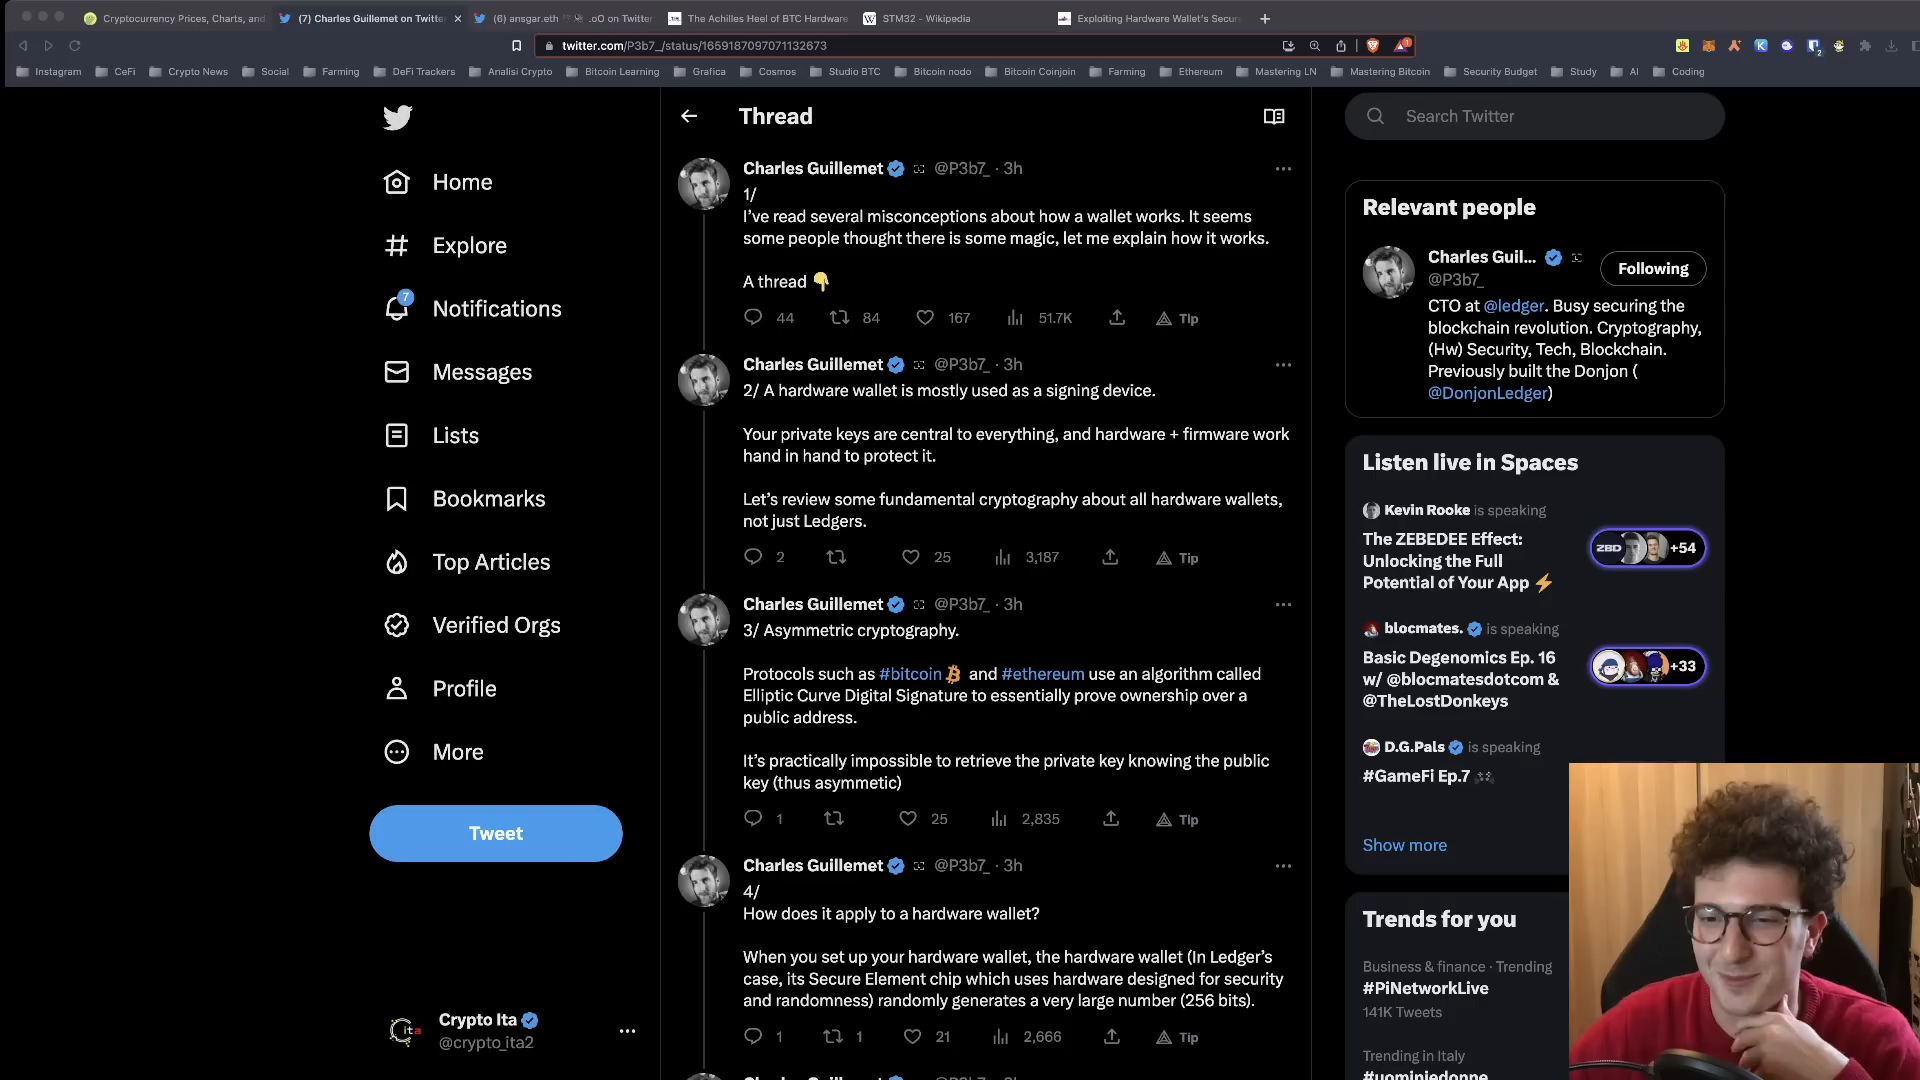 Cryptocurrency Prices, Charts, and
(7) Charles Guillemet on Twitte
(6) ansgar.eth
.oO on Twitter
The Achilles Heel of BTC Hardware
STM32 - Wikipedia
Exploiting Hardware Wallet's Secur
twitter.com/P3b7_/status/1659187097071132673
Instagram
CeFi
Crypto News
Social
Farming
DeFi Trackers
Analisi Crypto
Bitcoin Learning
Grafica
Cosmos
Studio BTC
Bitcoin nodo
Bitcoin Coinjoin
Farming
Ethereum
Mastering LN
Mastering Bitcoin
Security Budget
Study
AI
Coding
Home
Explore
7
Notifications
Messages
Lists
Bookmarks
Top Articles
Verified Orgs
Profile
More
Tweet
Crypto Ita
@crypto_ita2
Thread
Charles Guillemet @P3b7_ · 3h
1/
I've read several misconceptions about how a wallet works. It seems
some people thought there is some magic, let me explain how it works.
A thread 👇
44 84 167 51.7K Tip
Charles Guillemet @P3b7_ · 3h
2/ A hardware wallet is mostly used as a signing device.
Your private keys are central to everything, and hardware + firmware work
hand in hand to protect it.
Let's review some fundamental cryptography about all hardware wallets,
not just Ledgers.
2 25 3,187 Tip
Charles Guillemet @P3b7_ · 3h
3/ Asymmetric cryptography.
Protocols such as #bitcoin and #ethereum use an algorithm called
Elliptic Curve Digital Signature to essentially prove ownership over a
public address.
It's practically impossible to retrieve the private key knowing the public
key (thus asymmetic)
1 25 2,835 Tip
Charles Guillemet @P3b7_ · 3h
4/
How does it apply to a hardware wallet?
When you set up your hardware wallet, the hardware wallet (In Ledger's
case, its Secure Element chip which uses hardware designed for security
and randomness) randomly generates a very large number (256 bits).
1 1 21 2,666 Tip
Search Twitter
Relevant people
Charles Guil...
@P3b7_
Following
CTO at @ledger. Busy securing the
blockchain revolution. Cryptography,
(Hw) Security, Tech, Blockchain.
Previously built the Donjon (
@DonjonLedger)
Listen live in Spaces
Kevin Rooke is speaking
The ZEBEDEE Effect:
Unlocking the Full
Potential of Your App ⚡
ZBD
+54
blocmates. is speaking
Basic Degenomics Ep. 16
w/ @blocmatesdotcom &
@TheLostDonkeys
+33
D.G.Pals is speaking
#GameFi Ep.7
Show more
Trends for you
Business & finance · Trending
#PiNetworkLive
141K Tweets
Trending in Italy
#uominiedonne